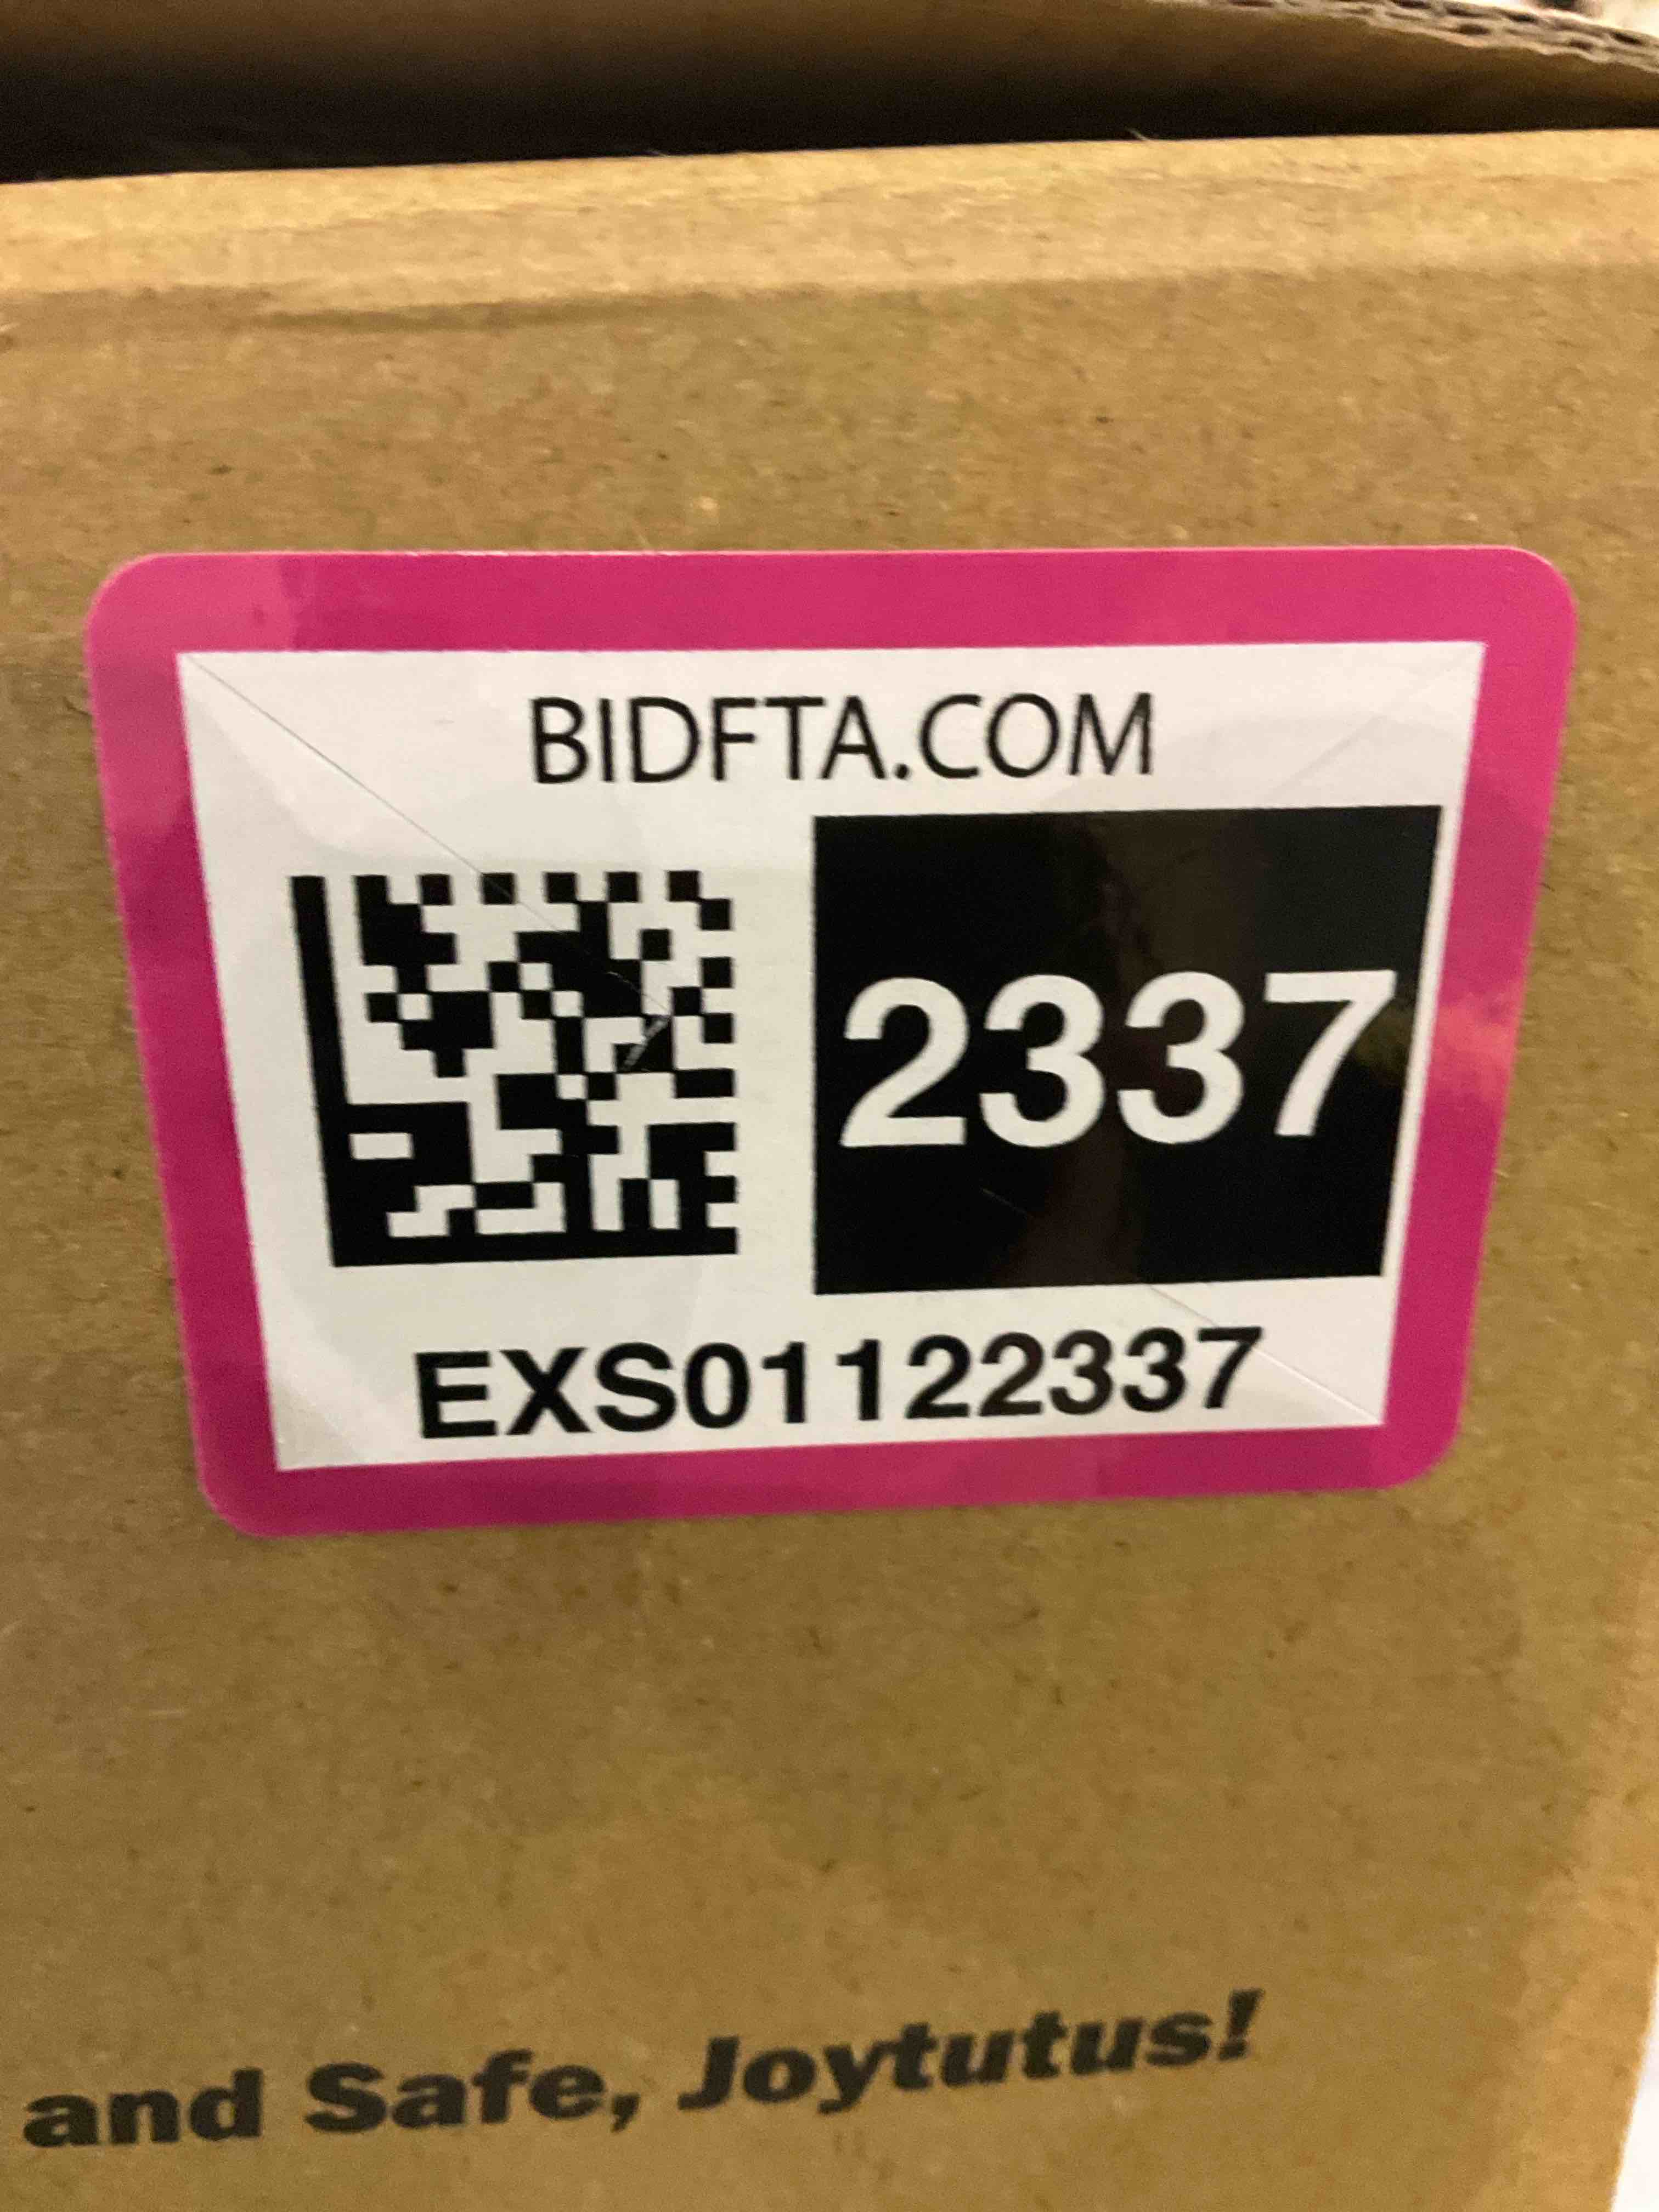 BIDFTA.COM
2337
EXS01122337
and Safe, Joytutus!